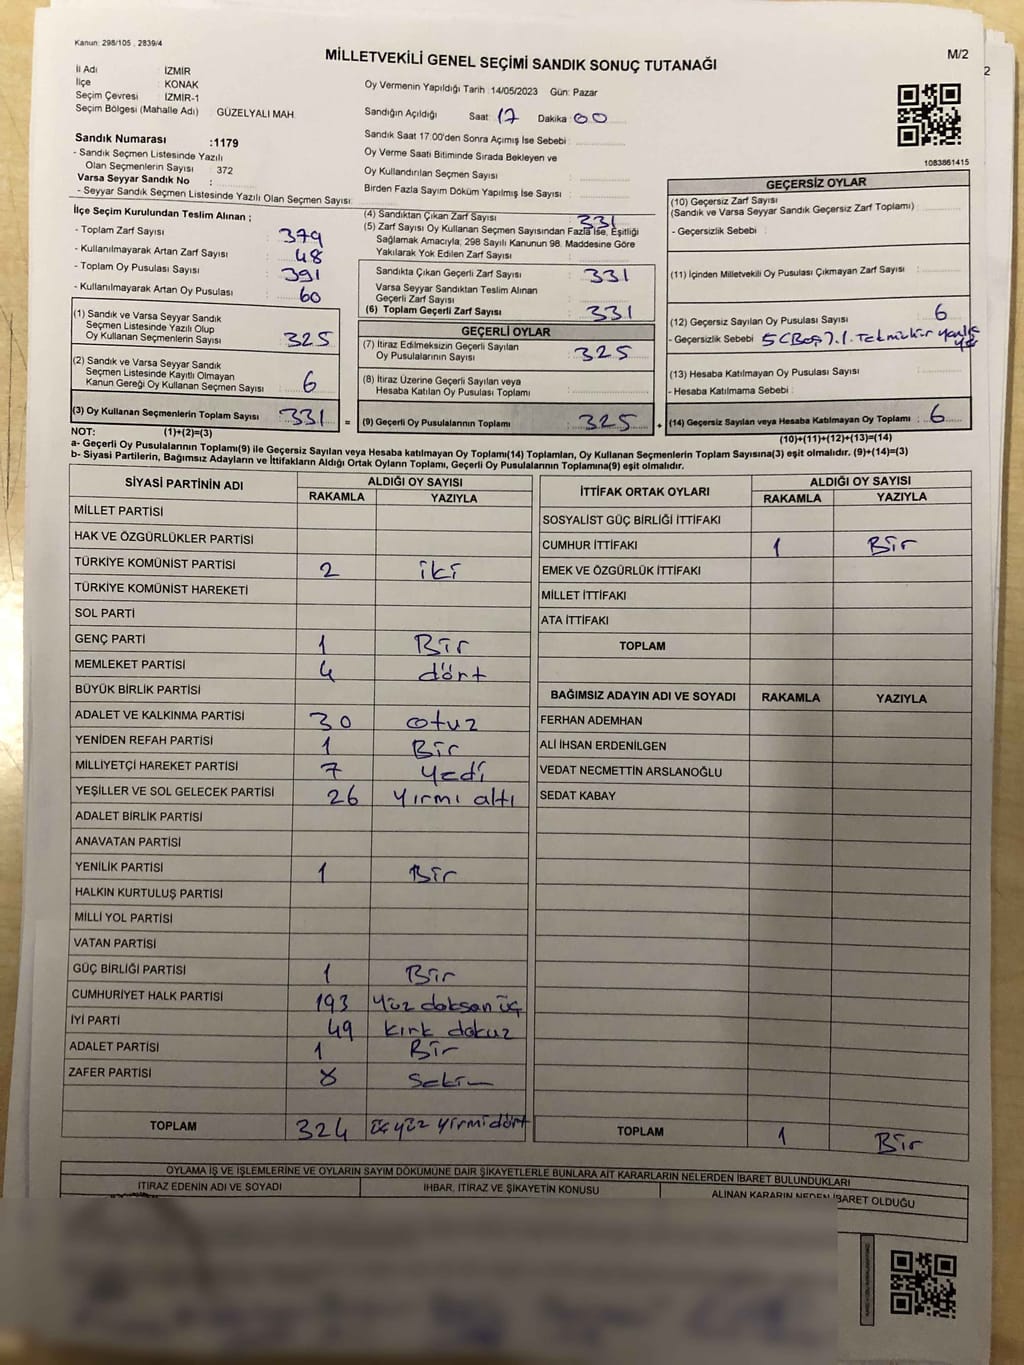 Kanun: 298/105 , 2839/4
MİLLETVEKİLİ GENEL SEÇİMİ SANDIK SONUÇ TUTANAĞI
M/2
2
İl Adı : İZMİR
İlçe : KONAK
Seçim Çevresi : İZMİR-1
Seçim Bölgesi (Mahalle Adı) : GÜZELYALI MAH.
Sandık Numarası :1179
- Sandık Seçmen Listesinde Yazılı
Olan Seçmenlerin Sayısı : 372
Varsa Seyyar Sandık No :
- Seyyar Sandık Seçmen Listesinde Yazılı Olan Seçmen Sayısı:
Oy Vermenin Yapıldığı Tarih :14/05/2023 Gün: Pazar
Sandığın Açıldığı Saat : 17 Dakika : 00
Sandık Saat 17:00'den Sonra Açımış İse Sebebi :
Oy Verme Saati Bitiminde Sırada Bekleyen ve
Oy Kullandırılan Seçmen Sayısı :
Birden Fazla Sayım Döküm Yapılmış İse Sayısı :
1083861415
İlçe Seçim Kurulundan Teslim Alınan ;
- Toplam Zarf Sayısı : 379
- Kullanılmayarak Artan Zarf Sayısı : 48
- Toplam Oy Pusulası Sayısı : 391
- Kullanılmayarak Artan Oy Pusulası : 60
(1) Sandık ve Varsa Seyyar Sandık
Seçmen Listesinde Yazılı Olup
Oy Kullanan Seçmenlerin Sayısı : 325
(2) Sandık ve Varsa Seyyar Sandık
Seçmen Listesinde Kayıtlı Olmayan
Kanun Gereği Oy Kullanan Seçmen Sayısı : 6
(3) Oy Kullanan Seçmenlerin Toplam Sayısı : 331 =
(4) Sandıktan Çıkan Zarf Sayısı : 331
(5) Zarf Sayısı Oy Kullanan Seçmen Sayısından Fazla İse, Eşitliği
Sağlamak Amacıyla, 298 Sayılı Kanunun 98. Maddesine Göre
Yakılarak Yok Edilen Zarf Sayısı :
Sandıkta Çıkan Geçerli Zarf Sayısı : 331
Varsa Seyyar Sandıktan Teslim Alınan
Geçerli Zarf Sayısı :
(6) Toplam Geçerli Zarf Sayısı : 331
GEÇERLİ OYLAR
(7) İtiraz Edilmeksizin Geçerli Sayılan
Oy Pusulalarının Sayısı : 325
(8) İtiraz Üzerine Geçerli Sayılan veya
Hesaba Katılan Oy Pusulası Toplamı :
(9) Geçerli Oy Pusulalarının Toplamı : 325 +
GEÇERSİZ OYLAR
(10) Geçersiz Zarf Sayısı
(Sandık ve Varsa Seyyar Sandık Geçersiz Zarf Toplamı) :
- Geçersizlik Sebebi :
(11) İçinden Milletvekili Oy Pusulası Çıkmayan Zarf Sayısı :
(12) Geçersiz Sayılan Oy Pusulası Sayısı : 6
- Geçersizlik Sebebi : 5 (Beş)
(13) Hesaba Katılmayan Oy Pusulası Sayısı :
- Hesaba Katılmama Sebebi :
(14) Geçersiz Sayılan veya Hesaba Katılmayan Oy Toplamı : 6
NOT: (1)+(2)=(3)
(10)+(11)+(12)+(13)=(14)
a- Geçerli Oy Pusulalarının Toplamı(9) ile Geçersiz Sayılan veya Hesaba katılmayan Oy Toplamı(14) Toplamları, Oy Kullanan Seçmenlerin Toplam Sayısına(3) eşit olmalıdır. (9)+(14)=(3)
b- Siyasi Partilerin, Bağımsız Adayların ve İttifakların Aldığı Ortak Oyların Toplamı, Geçerli Oy Pusulalarının Toplamına(9) eşit olmalıdır.
SİYASİ PARTİNİN ADI ALDIĞI OY SAYISI
RAKAMLA YAZIYLA
MİLLET PARTİSİ
HAK VE ÖZGÜRLÜKLER PARTİSİ
TÜRKİYE KOMÜNİST PARTİSİ 2 iki
TÜRKİYE KOMÜNİST HAREKETİ
SOL PARTİ
GENÇ PARTİ 1 Bir
MEMLEKET PARTİSİ 4 dört
BÜYÜK BİRLİK PARTİSİ
ADALET VE KALKINMA PARTİSİ 30 otuz
YENİDEN REFAH PARTİSİ 1 Bir
MİLLİYETÇİ HAREKET PARTİSİ 7 yedi
YEŞİLLER VE SOL GELECEK PARTİSİ 26 yirmi altı
ADALET BİRLİK PARTİSİ
ANAVATAN PARTİSİ
YENİLİK PARTİSİ 1 Bir
HALKIN KURTULUŞ PARTİSİ
MİLLİ YOL PARTİSİ
VATAN PARTİSİ
GÜÇ BİRLİĞİ PARTİSİ 1 Bir
CUMHURİYET HALK PARTİSİ 193 yüz doksan üç
İYİ PARTİ 49 kırk dokuz
ADALET PARTİSİ 1 Bir
ZAFER PARTİSİ 8 Sekiz
TOPLAM 324 üç yüz yirmi dört
İTTİFAK ORTAK OYLARI ALDIĞI OY SAYISI
RAKAMLA YAZIYLA
SOSYALİST GÜÇ BİRLİĞİ İTTİFAKI
CUMHUR İTTİFAKI 1 Bir
EMEK VE ÖZGÜRLÜK İTTİFAKI
MİLLET İTTİFAKI
ATA İTTİFAKI
TOPLAM
BAĞIMSIZ ADAYIN ADI VE SOYADI RAKAMLA YAZIYLA
FERHAN ADEMHAN
ALİ İHSAN ERDENİLGEN
VEDAT NECMETTİN ARSLANOĞLU
SEDAT KABAY
TOPLAM 1 Bir
OYLAMA İŞ VE İŞLEMLERİNE VE OYLARIN SAYIM DÖKÜMÜNE DAİR ŞİKAYETLERLE BUNLARA AİT KARARLARIN NELERDEN İBARET BULUNDUKLARI
İTİRAZ EDENİN ADI VE SOYADI İHBAR, İTİRAZ VE ŞİKAYETİN KONUSU ALINAN KARARIN NEDEN İBARET OLDUĞU